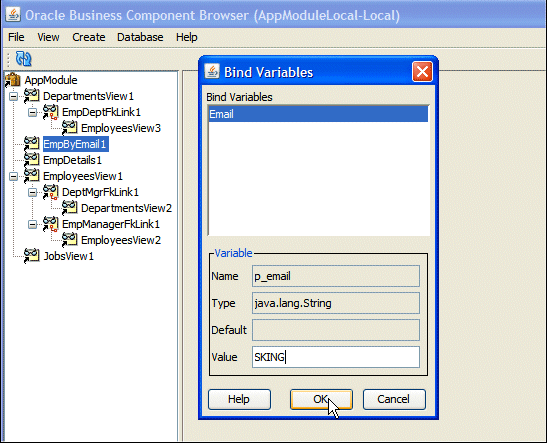 Oracle Business Component Browser (AppModuleLocal-Local)
File View Create Database Help
AppModule
DepartmentsView1
EmpDeptFkLink1
EmployeesView3
EmpByEmail1
EmpDetails1
EmployeesView1
DeptMgrFkLink1
DepartmentsView2
EmpManagerFkLink1
EmployeesView2
JobsView1
Bind Variables
Bind Variables
Email
Variable
Name p_email
Type java.lang.String
Default
Value SKING
Help OK Cancel